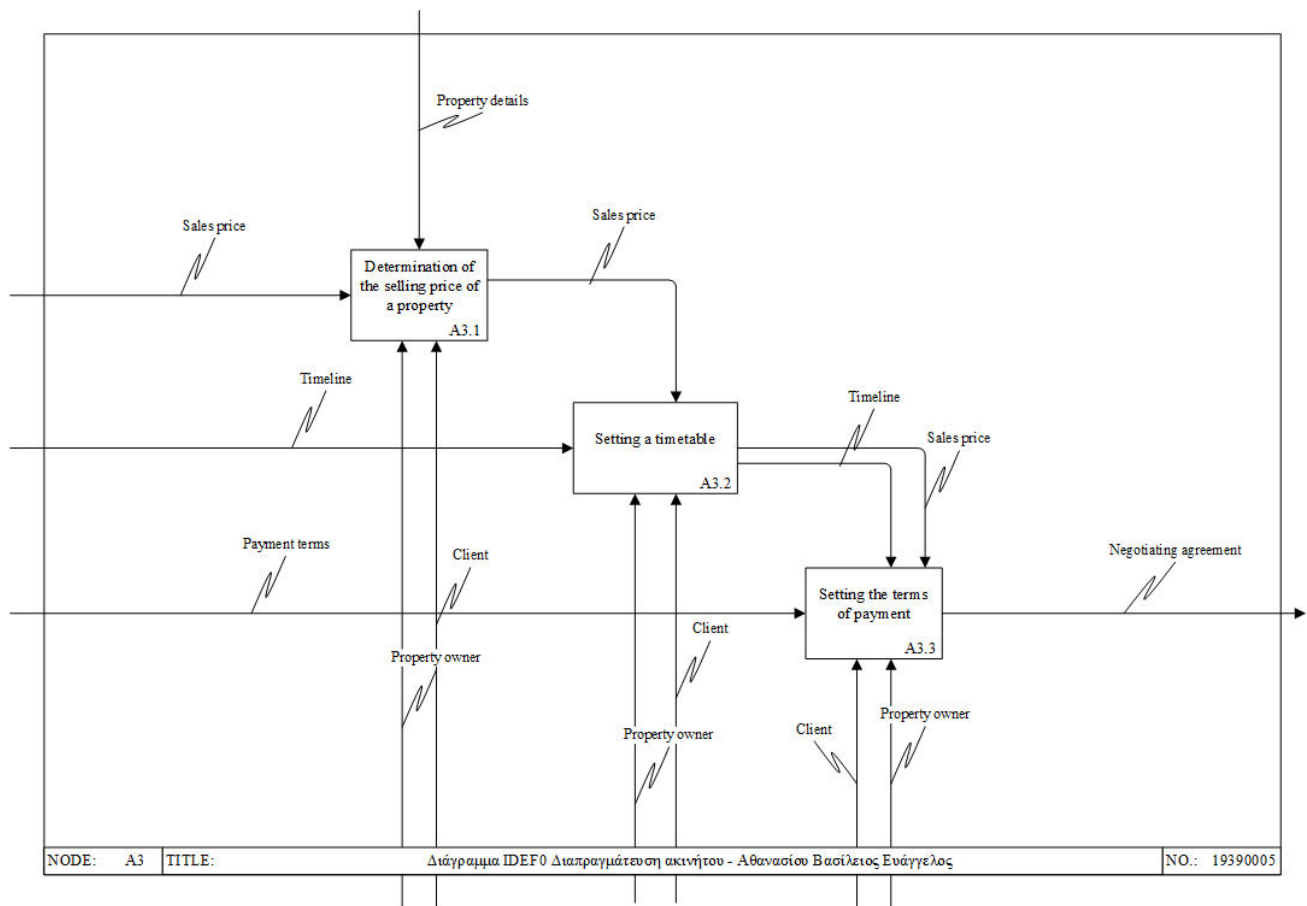 Property details
Sales price
Sales price
Determination of
the selling price of
a property
A3.1
Timeline
Timeline
Setting a timetable
Sales price
A3.2
Payment terms
Client
Negotiating agreement
Setting the terms
of payment
Client
A3.3
Property owner
Property owner
Client
Property owner
NODE: A3 TITLE: Διάγραμμα IDEF0 Διαπραγμάτευση ακινήτου - Αθανασίου Βασίλειος Ευάγγελος NO.: 19390005